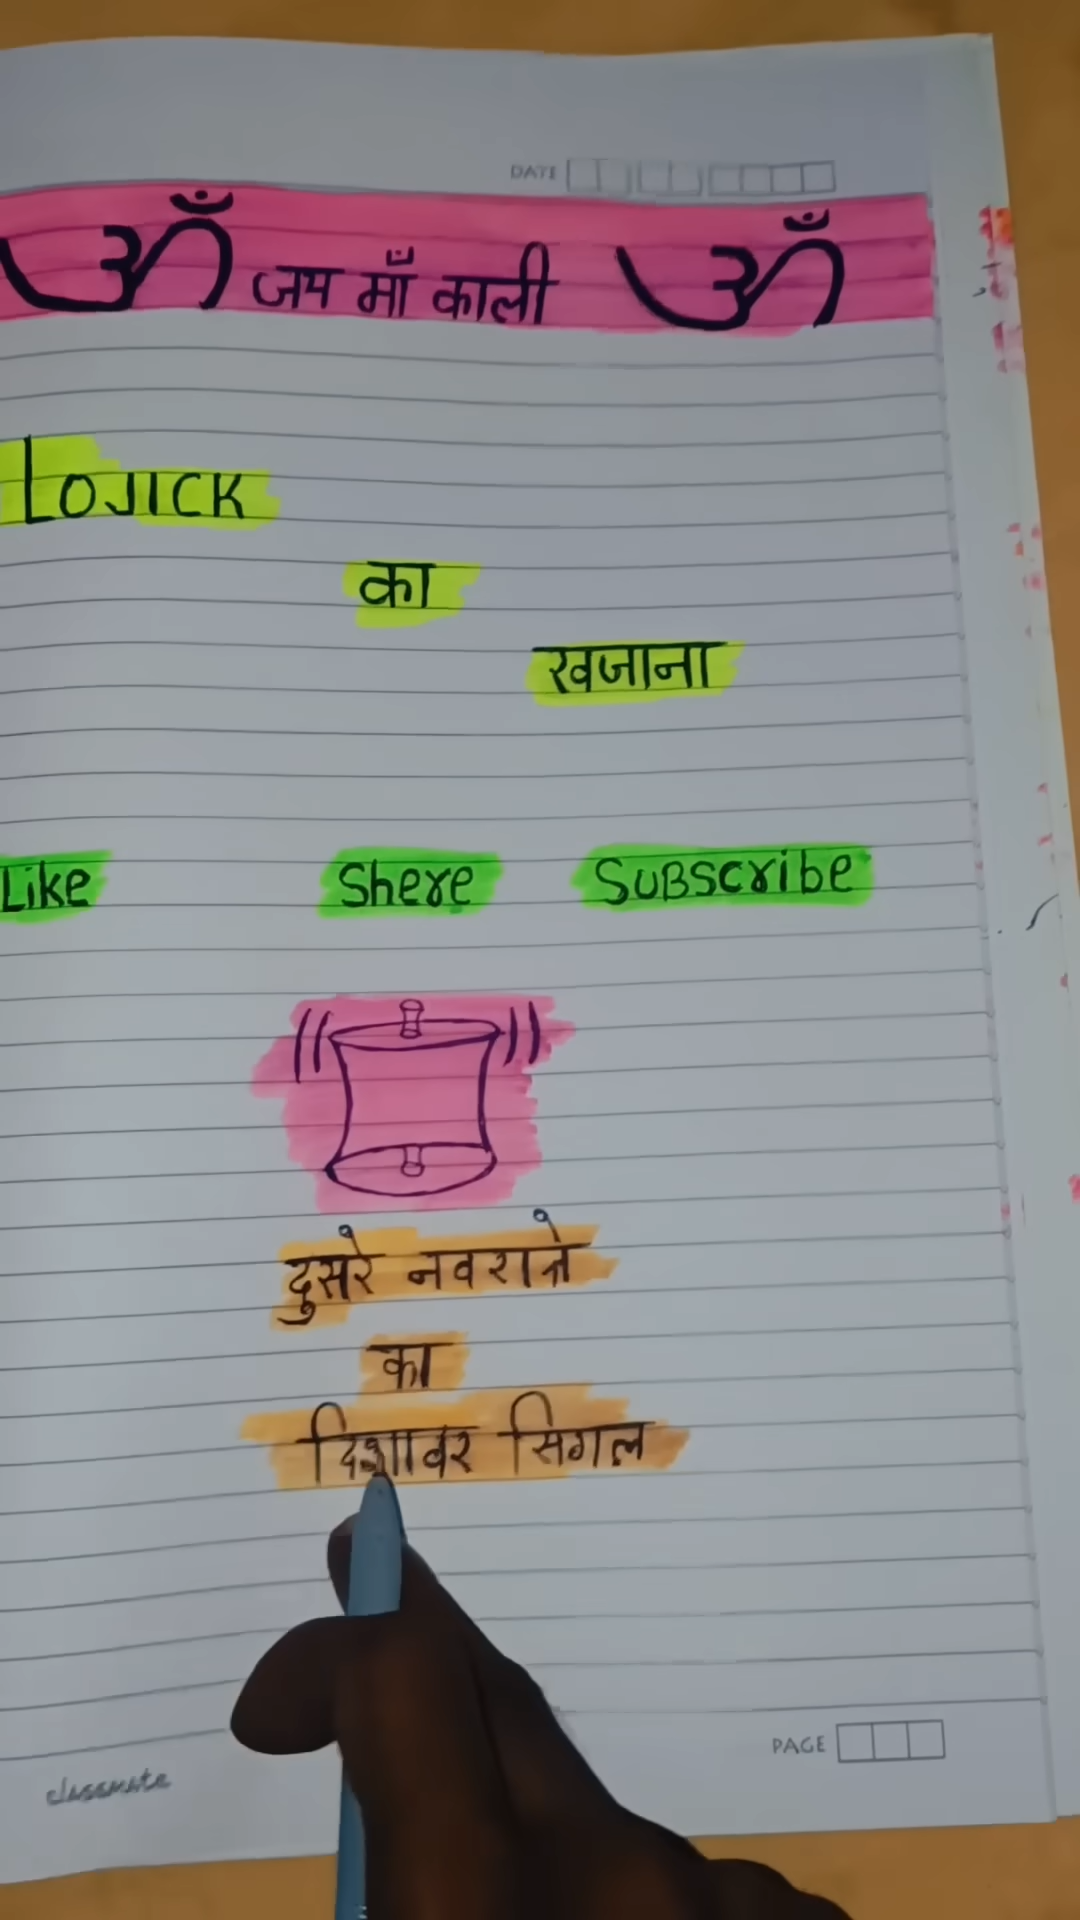 DATE
ॐ जय माँ काली ॐ
LOJICK
का
खजाना
Like Shere SUBSCribe
दुसरे नवरात्रे
का
दिशावर सिगल
PAGE
classmate